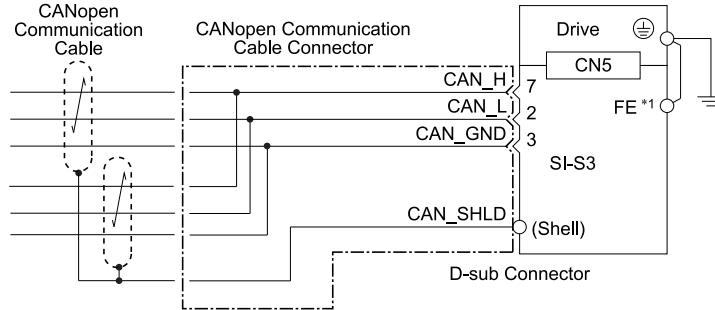 CANopen
Communication
Cable
CANopen Communication
Cable Connector
Drive
CN5
CAN_H
7
CAN_L
2
FE *1
CAN_GND
3
SI-S3
CAN_SHLD
(Shell)
D-sub Connector